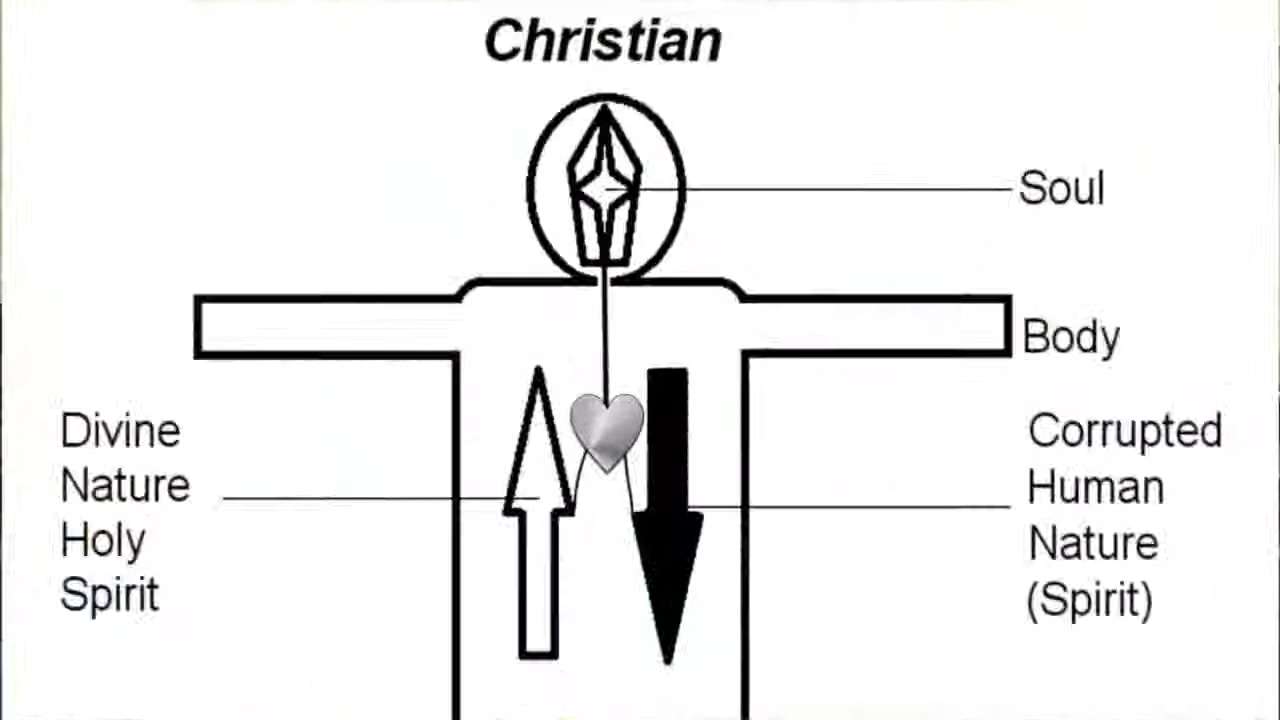 Christian
Soul
Body
Divine
Nature
Holy
Spirit
Corrupted
Human
Nature
(Spirit)